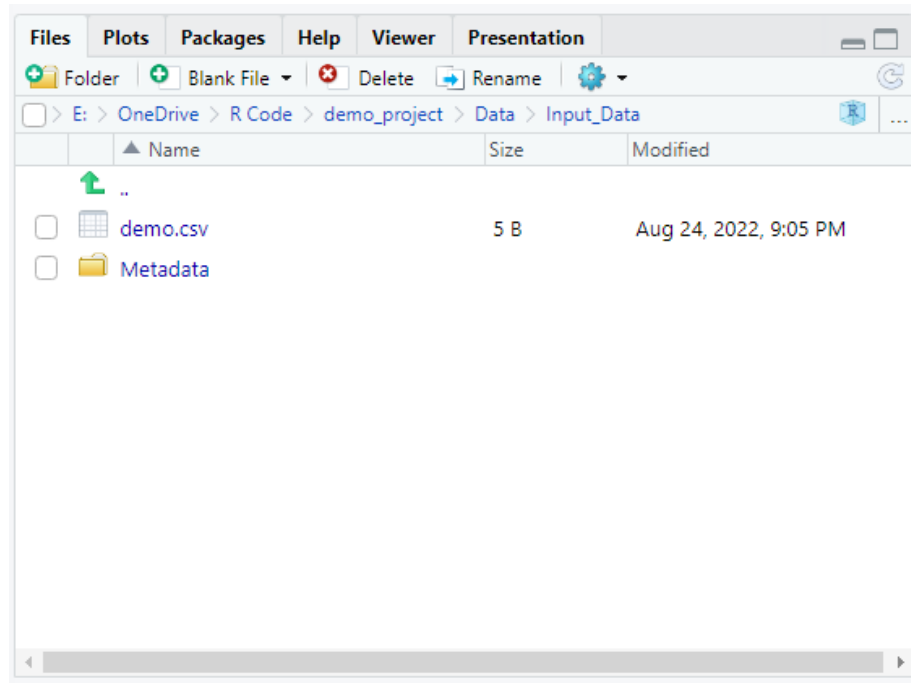 Files Plots Packages Help Viewer Presentation
Folder Blank File Delete Rename
E: > OneDrive > R Code > demo_project > Data > Input_Data R ...
Name Size Modified
..
demo.csv 5 B Aug 24, 2022, 9:05 PM
Metadata